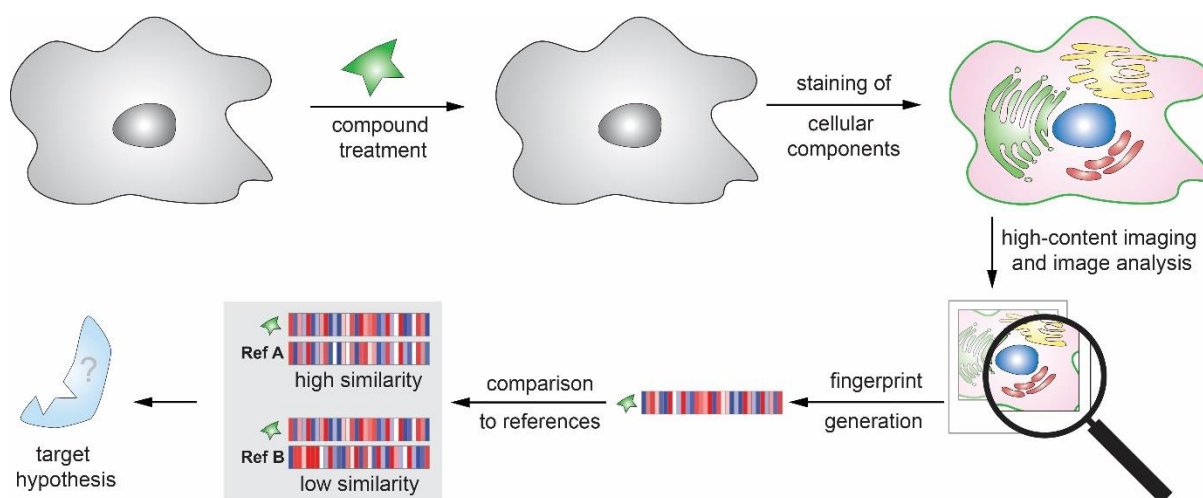 compound
treatment
staining of
cellular
components
high-content imaging
and image analysis
fingerprint
generation
comparison
to references
Ref A
high similarity
Ref B
low similarity
?
target
hypothesis